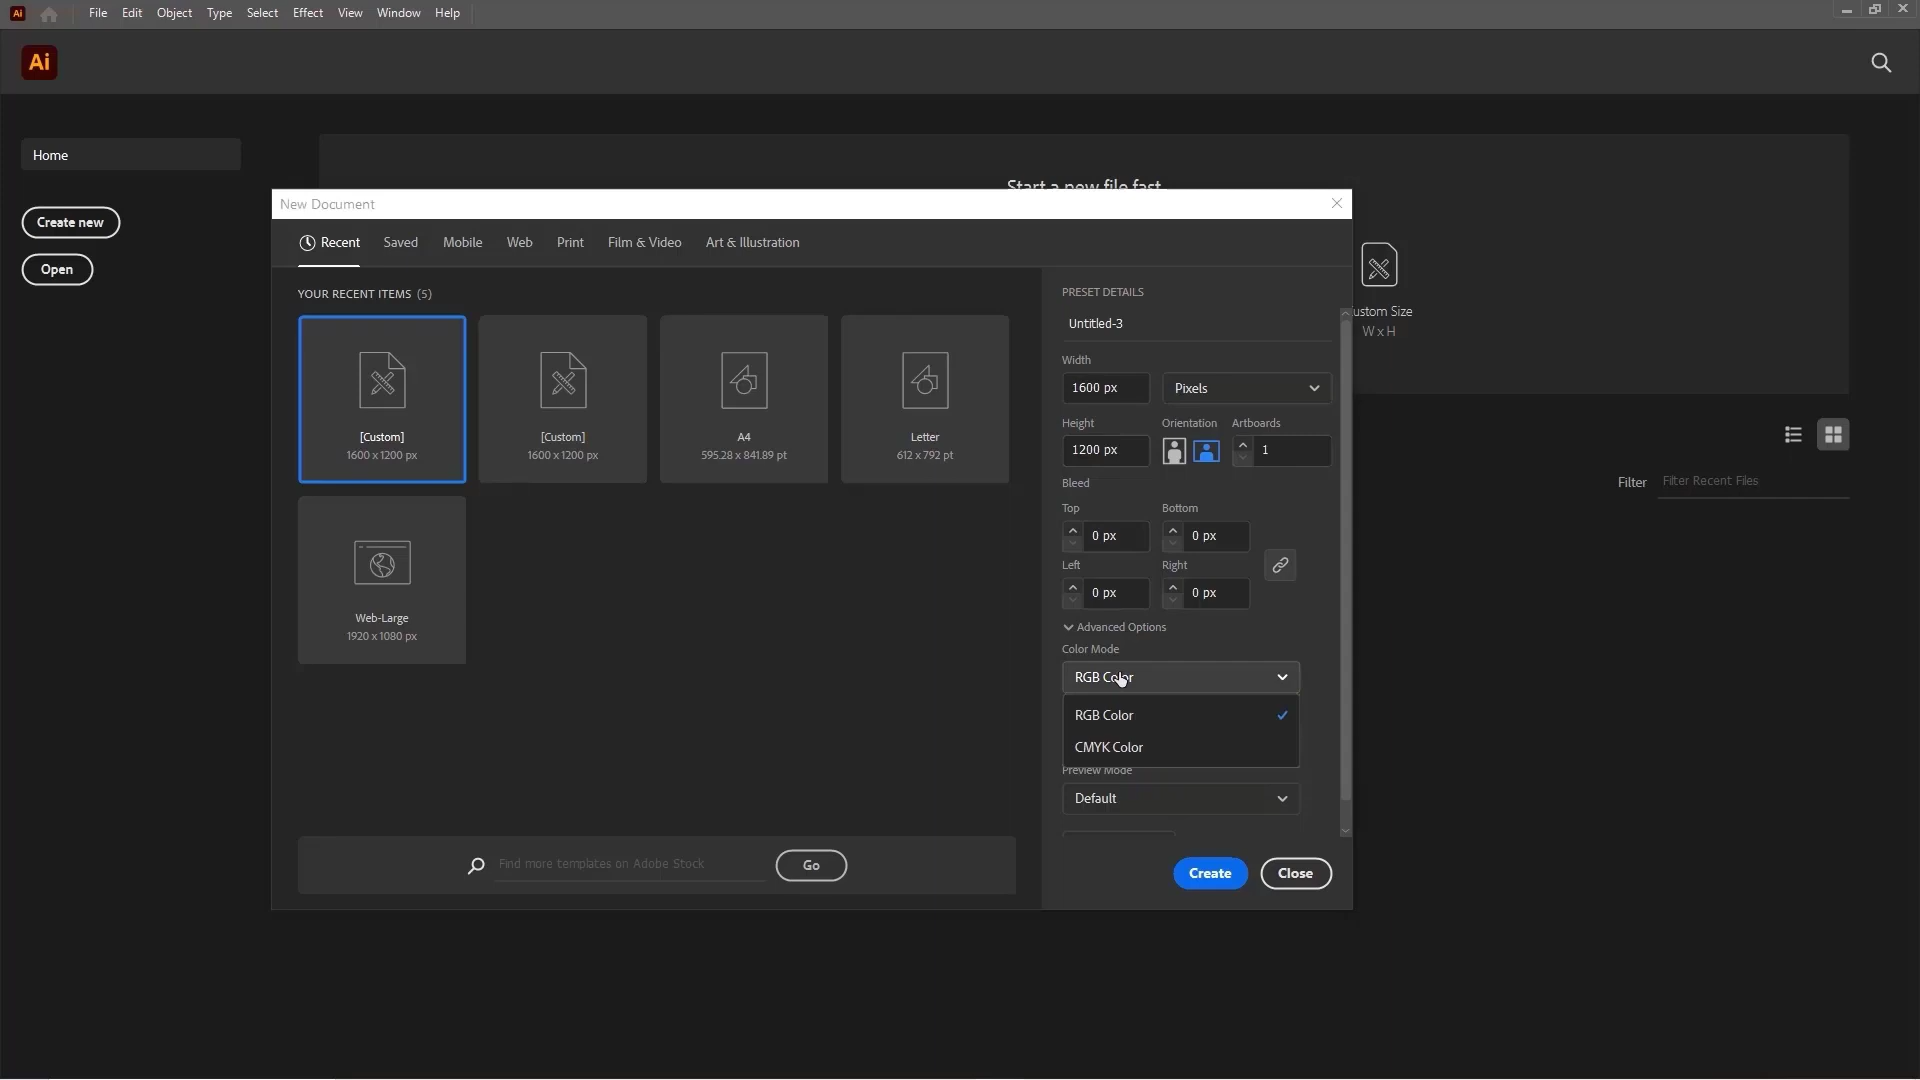 Ai
File Edit Object Type Select Effect View Window Help
Ai
Home
Create new
Open
Start a new file fast.
ustom Size
W x H
Filter Filter Recent Files
New Document
Recent Saved Mobile Web Print Film & Video Art & Illustration
YOUR RECENT ITEMS (5)
[Custom]
1600 x 1200 px
[Custom]
1600 x 1200 px
A4
595.28 x 841.89 pt
Letter
612 x 792 pt
Web-Large
1920 x 1080 px
Find more templates on Adobe Stock Go
PRESET DETAILS
Untitled-3
Width
1600 px Pixels
Height Orientation Artboards
1200 px 1
Bleed
Top Bottom
0 px 0 px
Left Right
0 px 0 px
Advanced Options
Color Mode
RGB Color
RGB Color
CMYK Color
Preview Mode
Default
Create Close